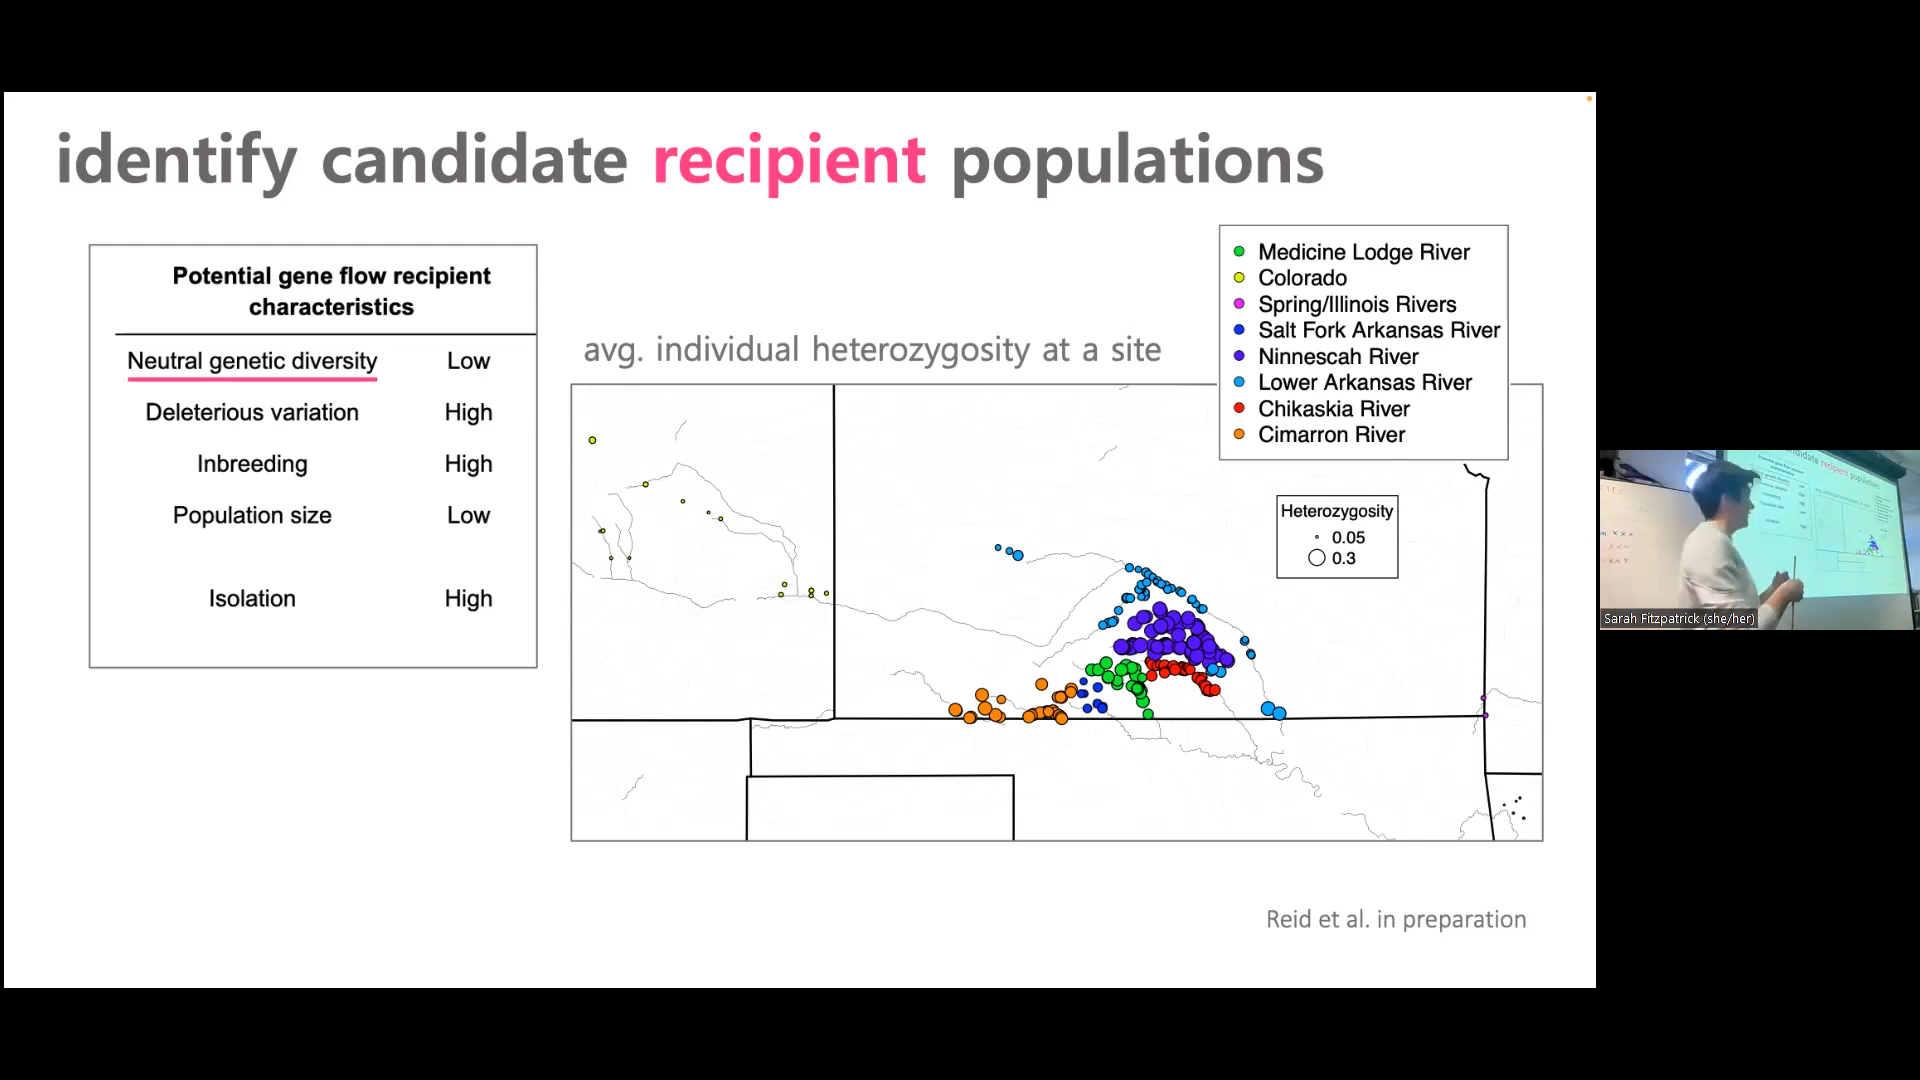 identify candidate recipient populations
Potential gene flow recipient
characteristics
Neutral genetic diversity Low
Deleterious variation High
Inbreeding High
Population size Low
Isolation High
avg. individual heterozygosity at a site
Medicine Lodge River
Colorado
Spring/Illinois Rivers
Salt Fork Arkansas River
Ninnescah River
Lower Arkansas River
Chikaskia River
Cimarron River
Heterozygosity
0.05
0.3
Reid et al. in preparation
candidate recipient populations
Sarah Fitzpatrick (she/her)